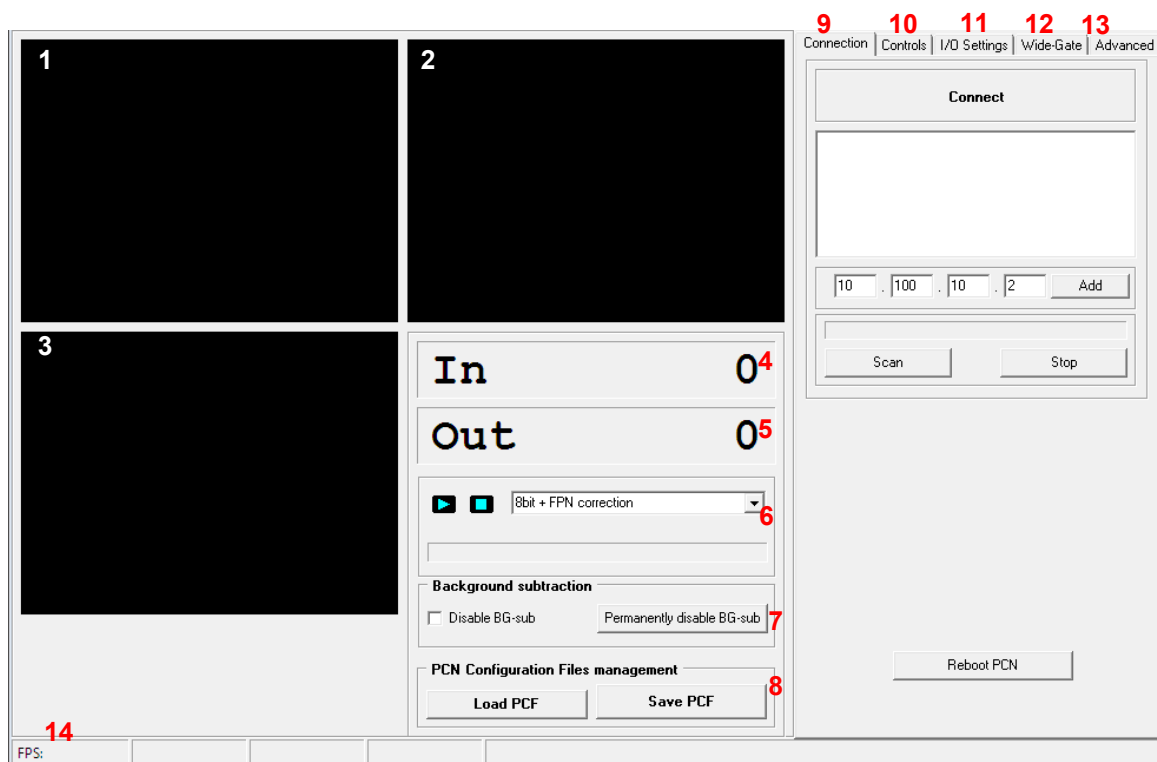 9 10 11 12 13
Connection Controls I/O Settings Wide-Gate Advanced
1 2
Connect
10 . 100 . 10 . 2 Add
Scan Stop
3
In 0 4
Out 0 5
8bit + FPN correction
6
Background subtraction
Disable BG-sub Permanently disable BG-sub 7
PCN Configuration Files management
Load PCF Save PCF 8
Reboot PCN
14
FPS: